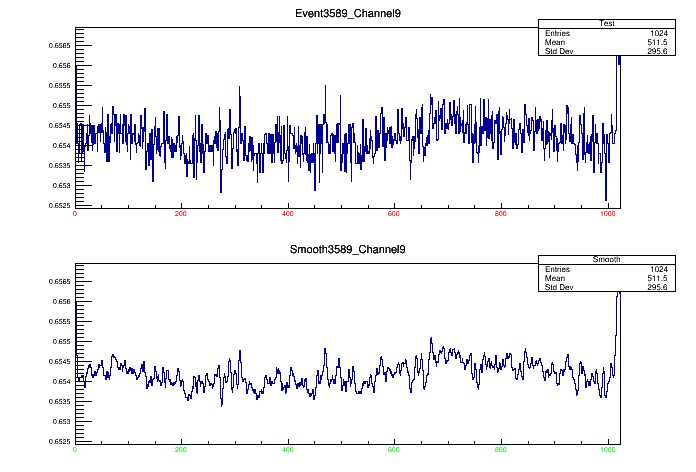 Event3589_Channel9
Test
Entries 1024
Mean 511.5
Std Dev 295.6
0.6565
0.656
0.6555
0.655
0.6545
0.654
0.6535
0.653
0.6525
0 200 400 600 800 1000
Smooth3589_Channel9
Smooth
Entries 1024
Mean 511.5
Std Dev 295.6
0.6565
0.656
0.6555
0.655
0.6545
0.654
0.6535
0.653
0.6525
0 200 400 600 800 1000